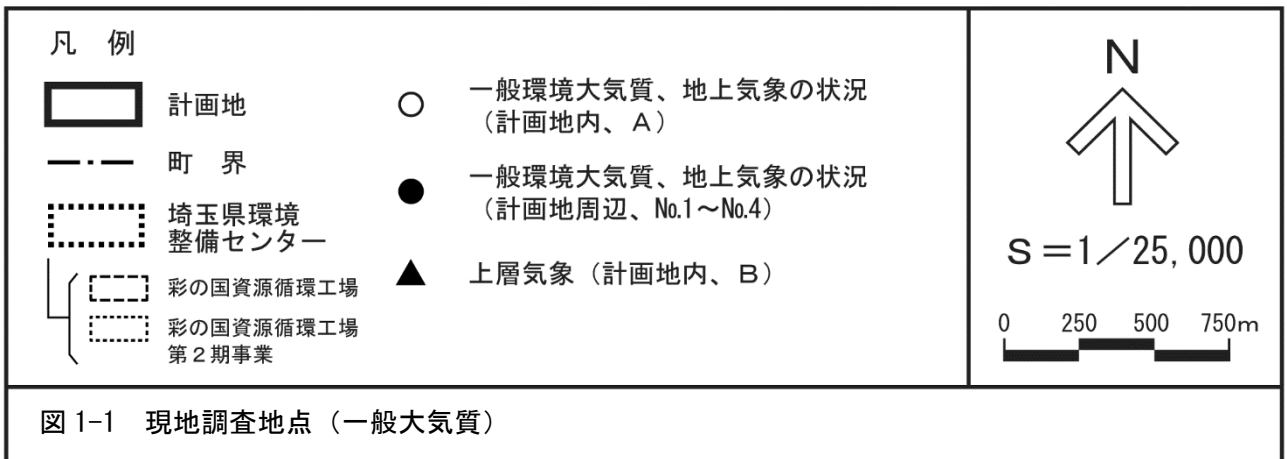 凡 例
計画地
町 界
埼玉県環境
整備センター
彩の国資源循環工場
彩の国資源循環工場
第2期事業
一般環境大気質、地上気象の状況
（計画地内、A）
一般環境大気質、地上気象の状況
（計画地周辺、№1～№4）
上層気象（計画地内、B）
N
S＝1／25,000
0 250 500 750m
図1-1 現地調査地点（一般大気質）